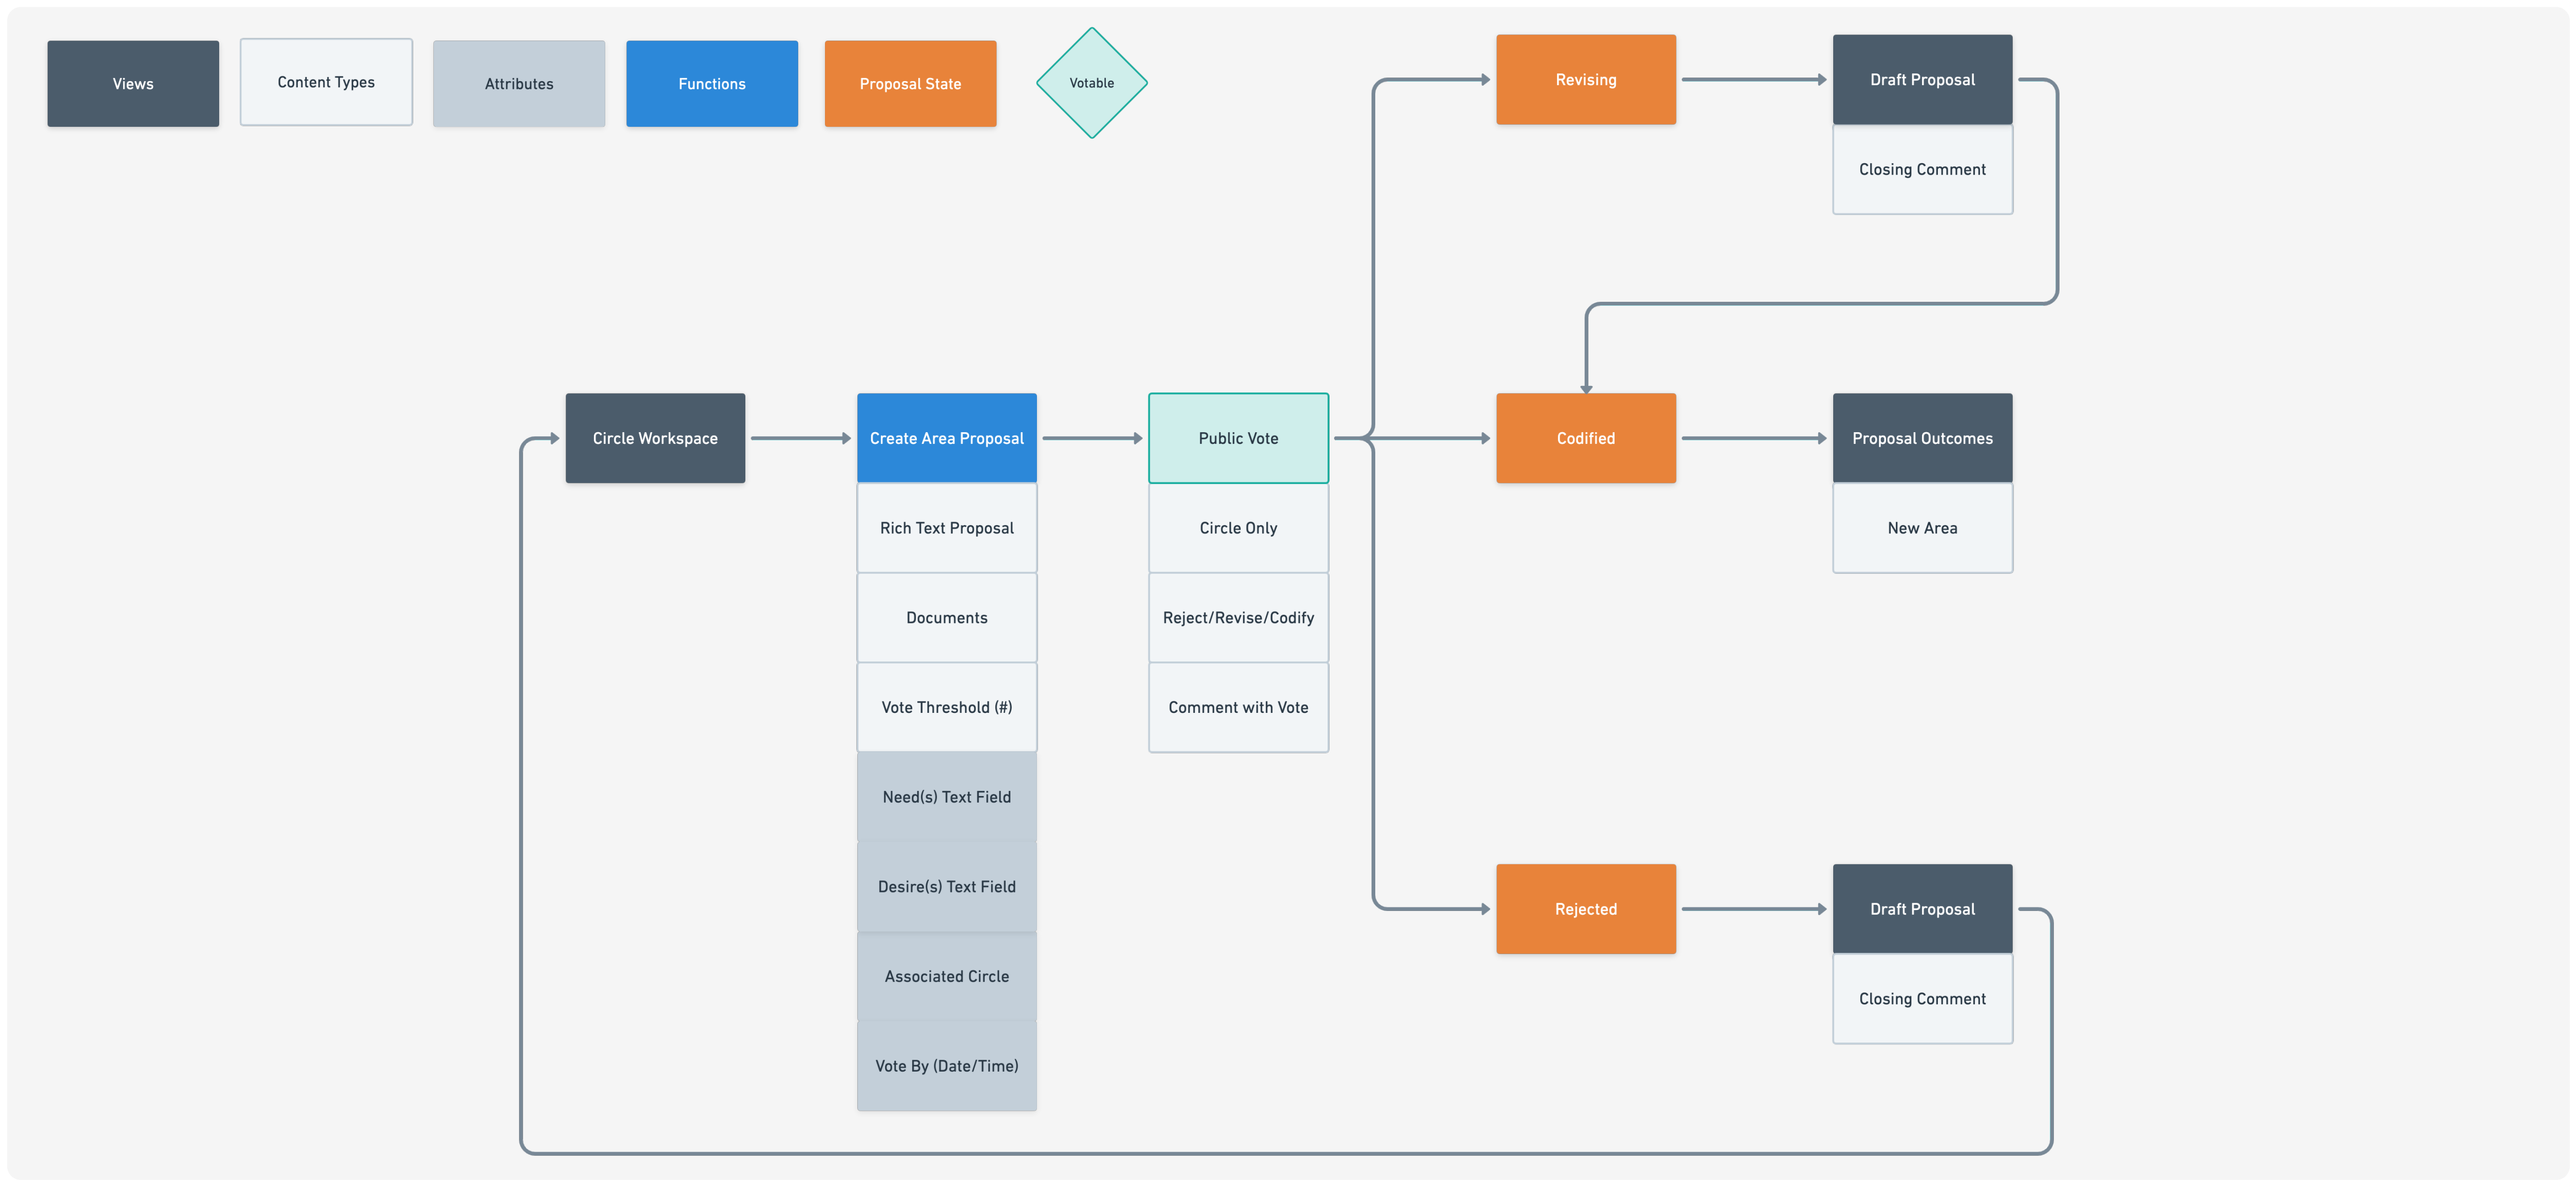 Views
Content Types
Attributes
Functions
Proposal State
Votable
Revising
Draft Proposal
Closing Comment
Circle Workspace
Create Area Proposal
Rich Text Proposal
Documents
Vote Threshold (#)
Need(s) Text Field
Desire(s) Text Field
Associated Circle
Vote By (Date/Time)
Public Vote
Circle Only
Reject/Revise/Codify
Comment with Vote
Codified
Proposal Outcomes
New Area
Rejected
Draft Proposal
Closing Comment